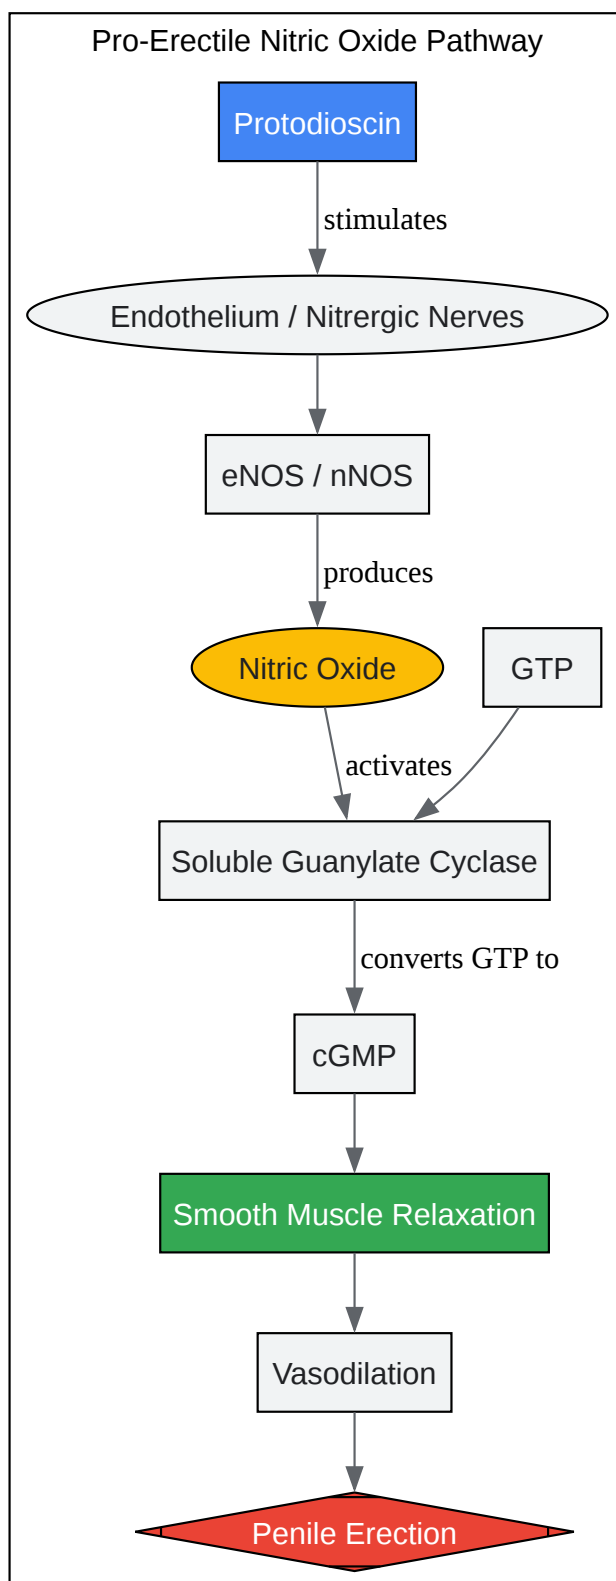 Pro-Erectile Nitric Oxide Pathway
Protodioscin
stimulates
Endothelium / Nitrergic Nerves
eNOS / nNOS
produces
Nitric Oxide
GTP
activates
Soluble Guanylate Cyclase
converts GTP to
cGMP
Smooth Muscle Relaxation
Vasodilation
Penile Erection